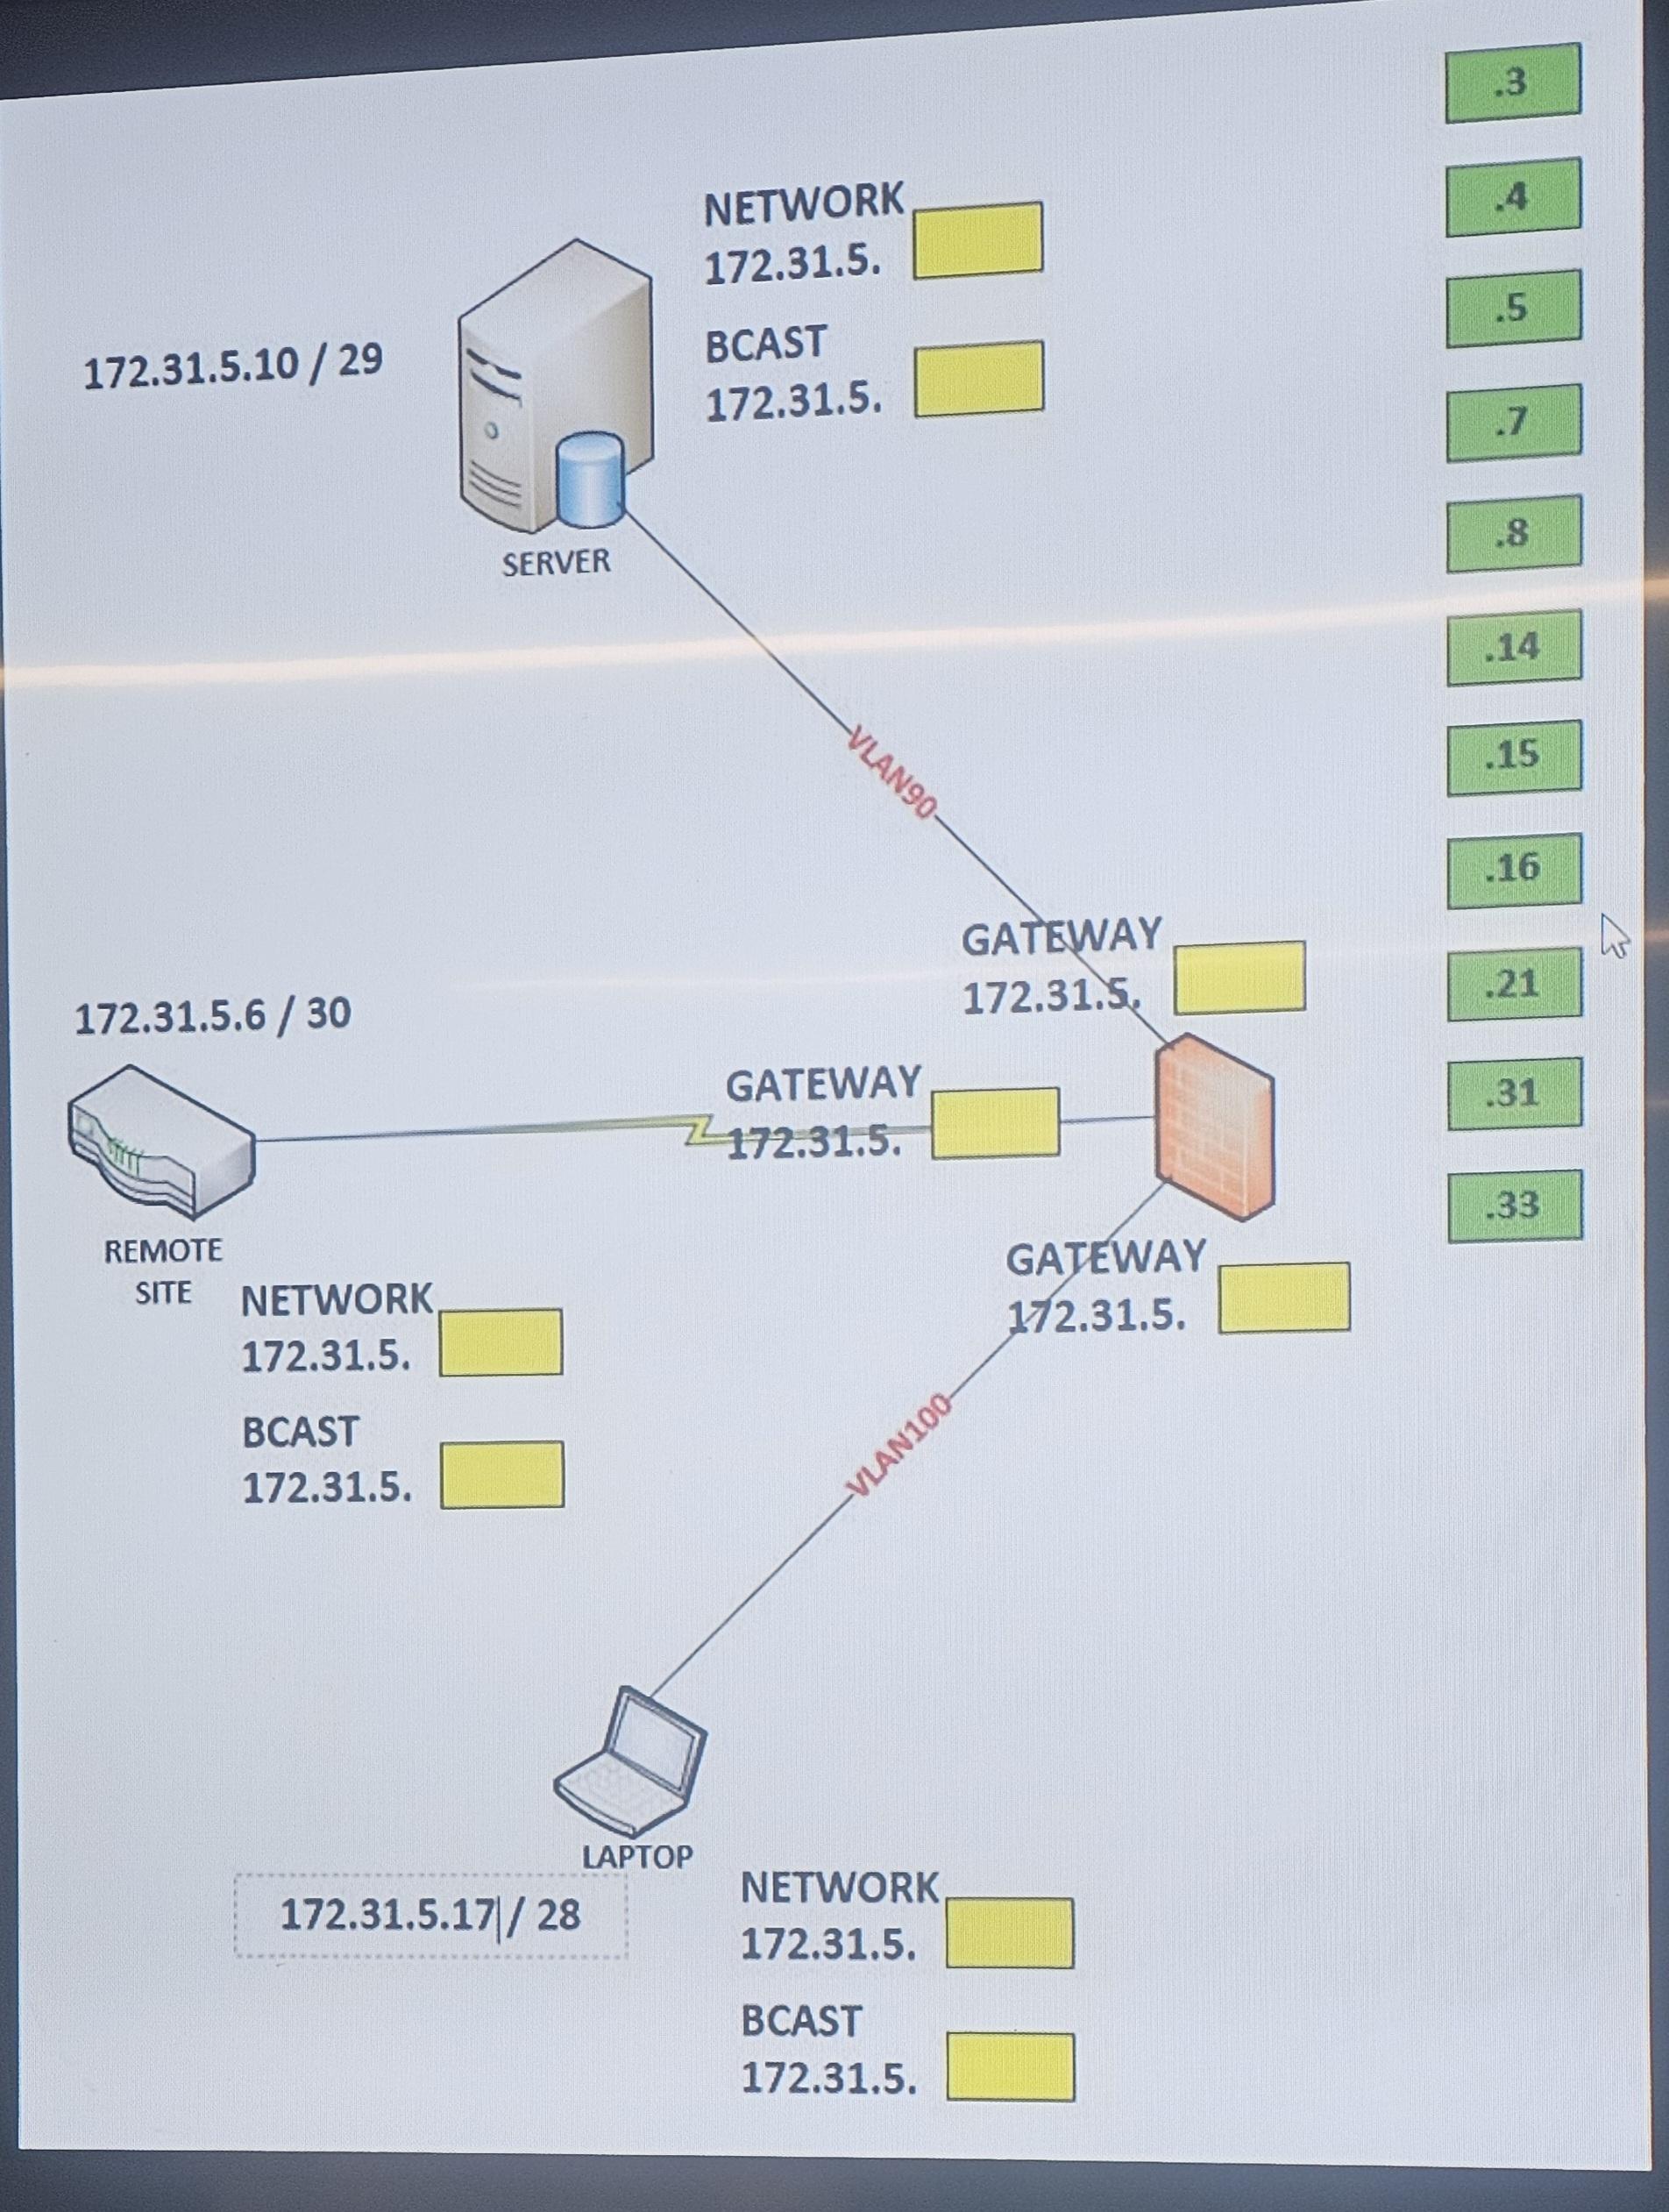 NETWORK
172.31.5.
BCAST
172.31.5.
172.31.5.10 / 29
SERVER
VLAN90
GATEWAY
172.31.5.
172.31.5.6 / 30
GATEWAY
172.31.5.
REMOTE
SITE
NETWORK
172.31.5.
BCAST
172.31.5.
GATEWAY
172.31.5.
VLAN100
LAPTOP
172.31.5.17 / 28
NETWORK
172.31.5.
BCAST
172.31.5.
.3
.4
.5
.7
.8
.14
.15
.16
.21
.31
.33